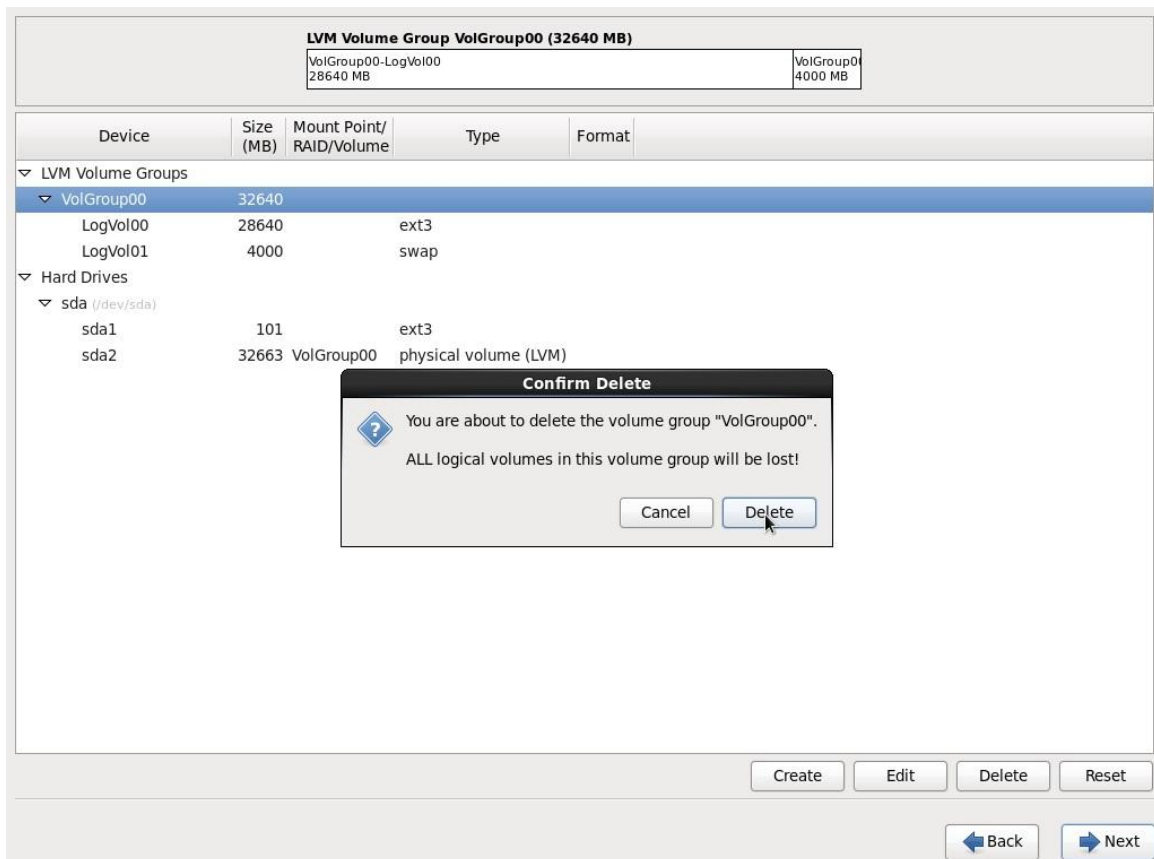 LVM Volume Group VolGroup00 (32640 MB)
VolGroup00-LogVol00
28640 MB
VolGroup0
4000 MB
Device
Size (MB)
Mount Point/ RAID/Volume
Type
Format
LVM Volume Groups
VolGroup00 32640
LogVol00 28640 ext3
LogVol01 4000 swap
Hard Drives
sda (/dev/sda)
sda1 101 ext3
sda2 32663 VolGroup00 physical volume (LVM)
Confirm Delete
You are about to delete the volume group "VolGroup00".
ALL logical volumes in this volume group will be lost!
Cancel Delete
Create Edit Delete Reset
Back Next